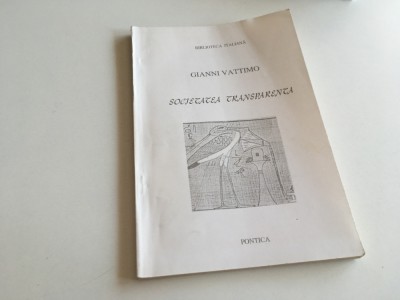 BIBLIOTECA ITALIANĂ
GIANNI VATTIMO
SOCIETATEA TRANSPARENTĂ
PONTICA